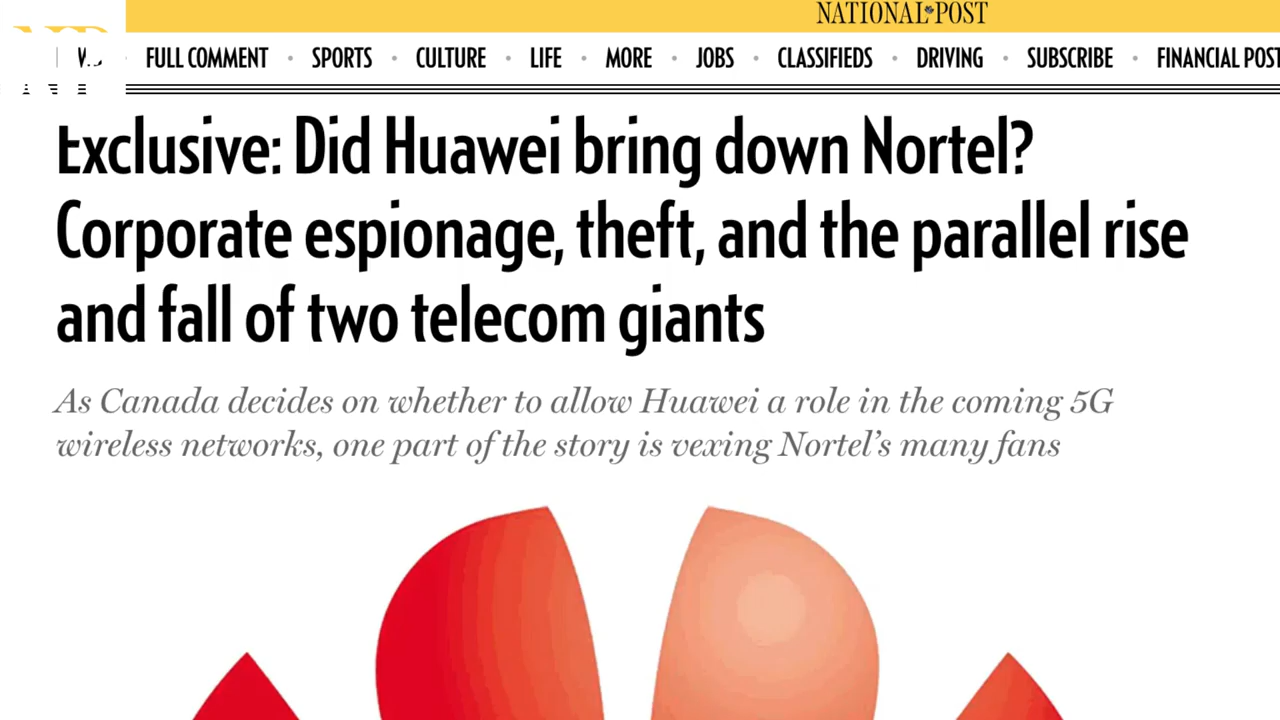 NATIONAL POST
FULL COMMENT • SPORTS • CULTURE • LIFE • MORE • JOBS • CLASSIFIEDS • DRIVING • SUBSCRIBE • FINANCIAL POST
Exclusive: Did Huawei bring down Nortel?
Corporate espionage, theft, and the parallel rise
and fall of two telecom giants
As Canada decides on whether to allow Huawei a role in the coming 5G
wireless networks, one part of the story is vexing Nortel’s many fans